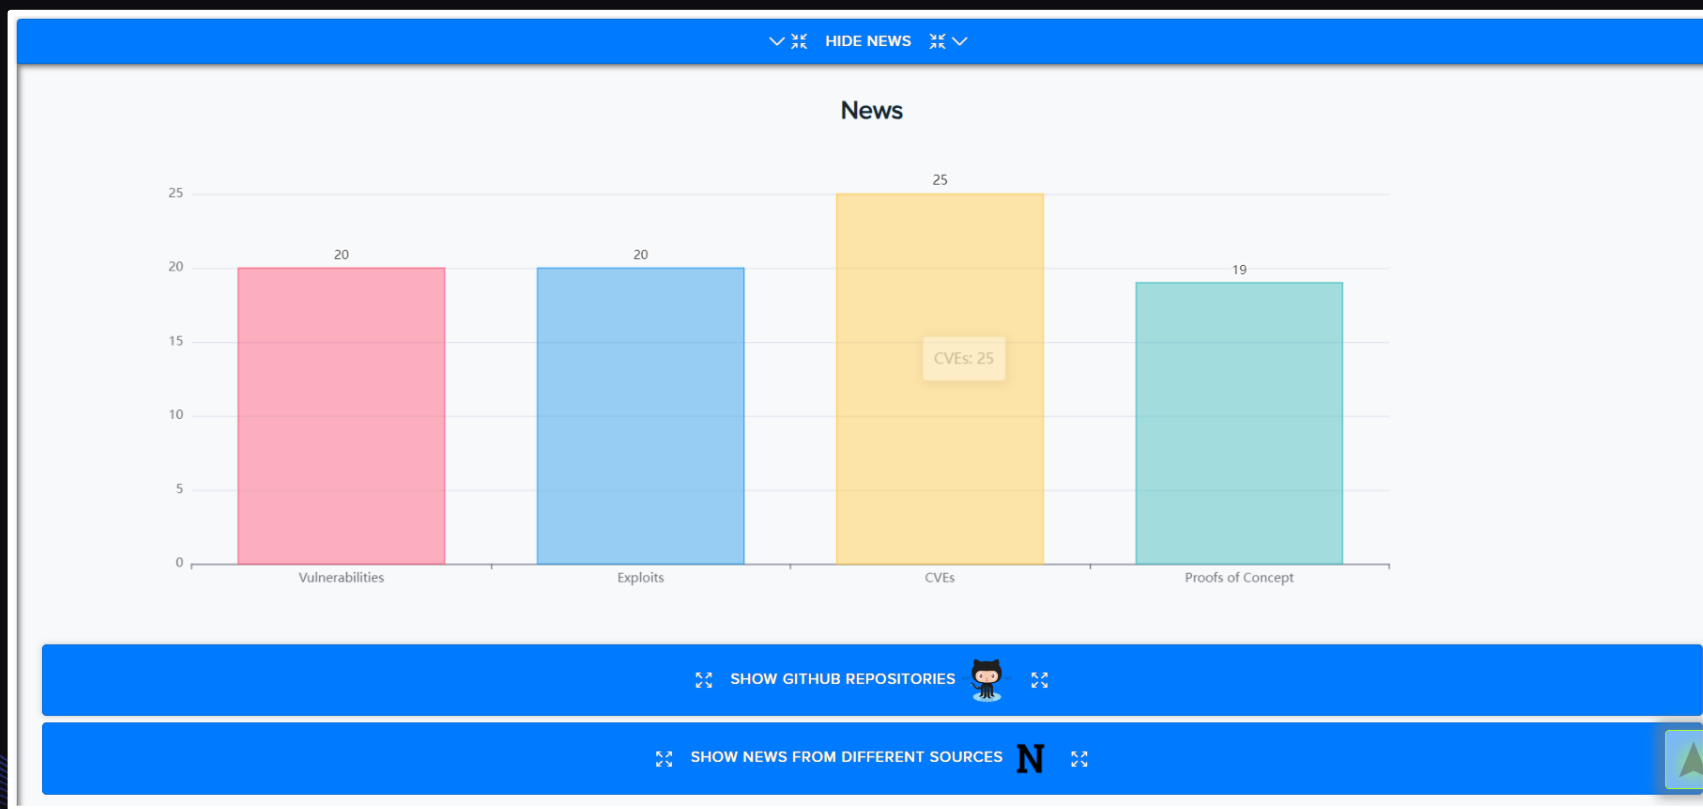 HIDE NEWS
News
25
20
15
10
5
0
20
20
25
19
CVEs: 25
Vulnerabilities
Exploits
CVEs
Proofs of Concept
SHOW GITHUB REPOSITORIES
SHOW NEWS FROM DIFFERENT SOURCES N